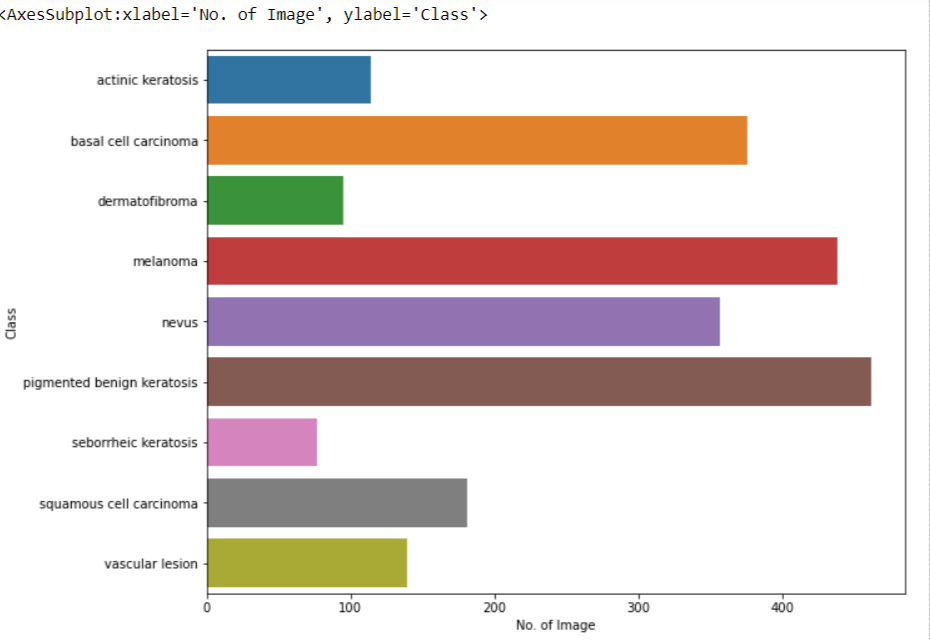 <AxesSubplot:xlabel='No. of Image', ylabel='Class'>
actinic keratosis
basal cell carcinoma
dermatofibroma
melanoma
nevus
pigmented benign keratosis
seborrheic keratosis
squamous cell carcinoma
vascular lesion
Class
0 100 200 300 400
No. of Image